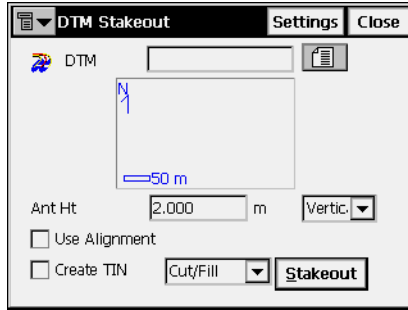 DTM Stakeout Settings Close
DTM
N
50 m
Ant Ht 2.000 m Vertic
Use Alignment
Create TIN Cut/Fill Stakeout